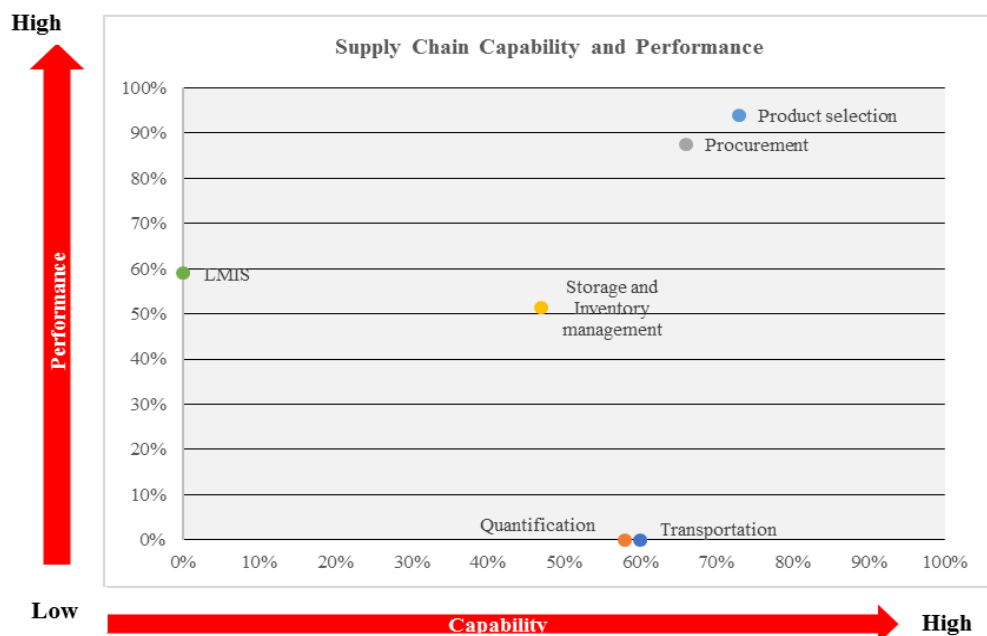 High
Supply Chain Capability and Performance
100%
Product selection
90%
Procurement
80%
70%
60%
LMIS
Storage and
Inventory
management
50%
40%
30%
20%
10%
Quantification
Transportation
0%
0% 10% 20% 30% 40% 50% 60% 70% 80% 90% 100%
Performance
Low
Capability
High